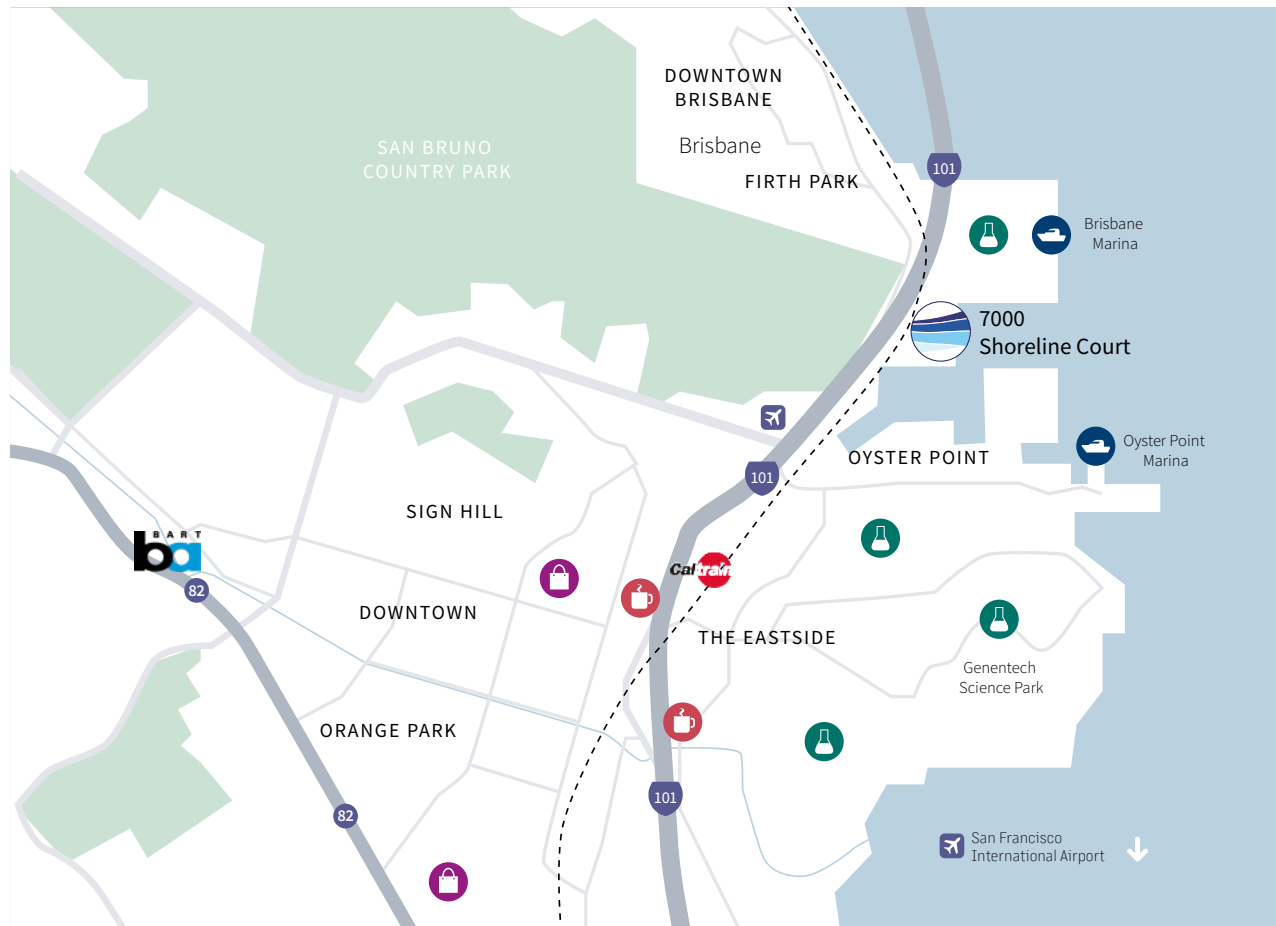 DOWNTOWN
BRISBANE
Brisbane
SAN BRUNO
COUNTRY PARK
FIRTH PARK
101
Brisbane
Marina
7000
Shoreline Court
Oyster Point
Marina
OYSTER POINT
101
SIGN HILL
BART
ba
82
Caltrain
DOWNTOWN
THE EASTSIDE
Genentech
Science Park
ORANGE PARK
101
82
San Francisco
International Airport